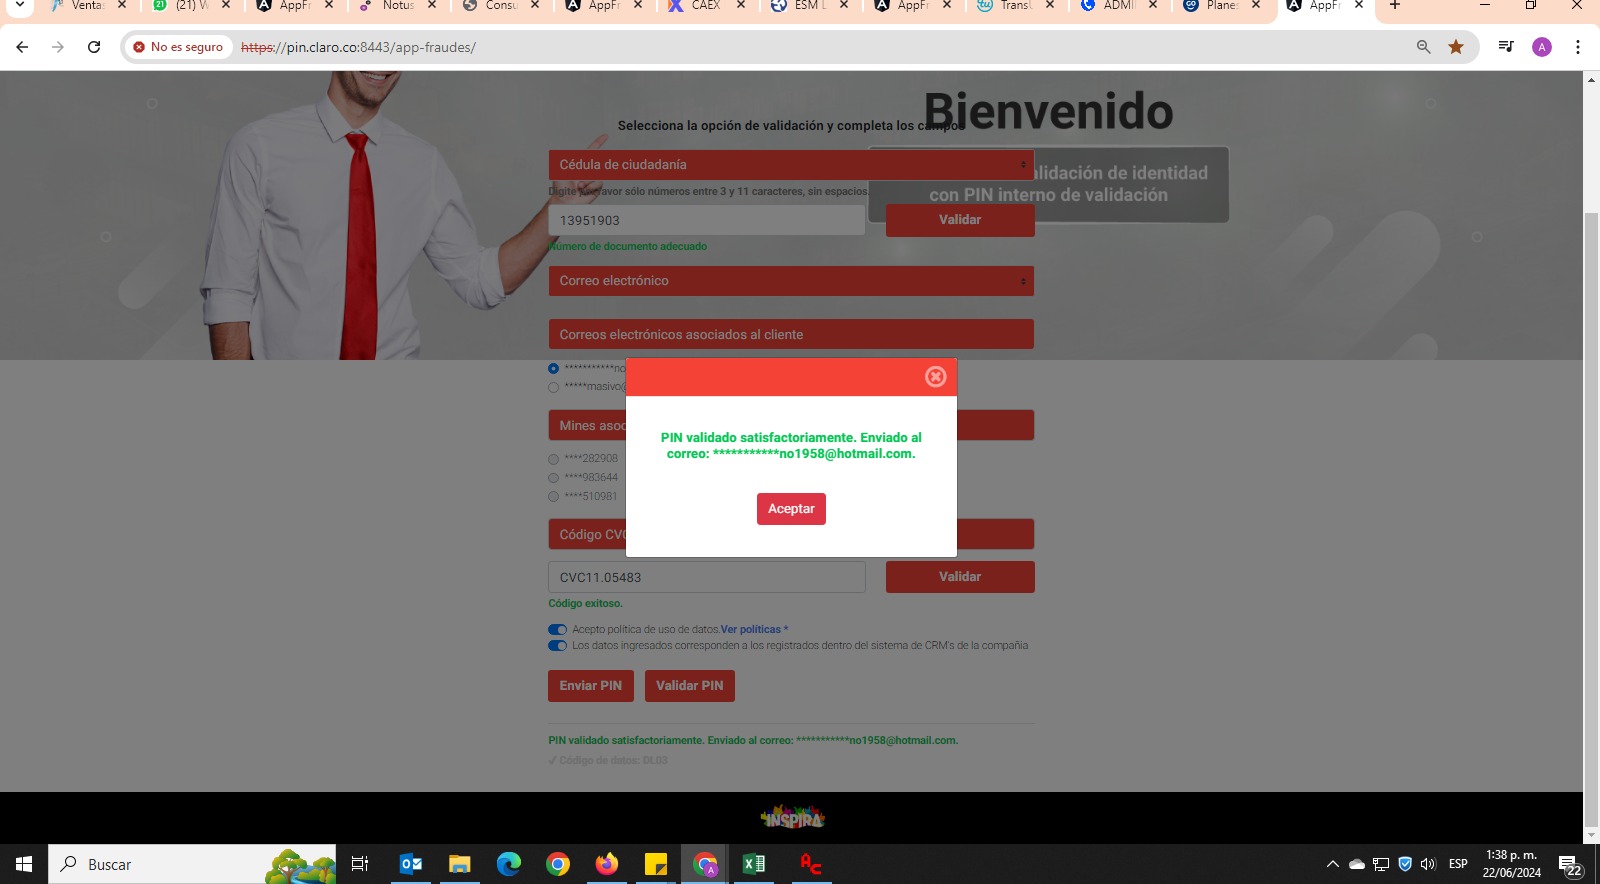 Ventas
(21) W
AppFr
Notus
Consu
AppFr
CAEX
ESM L
AppFr
TransU
ADMI
Planes
AppFr
No es seguro
https://pin.claro.co:8443/app-fraudes/
A
Bienvenido
Selecciona la opción de validación y completa los campos
Cédula de ciudadanía
alidación de identidad
con PIN interno de validación
Digite por favor sólo números entre 3 y 11 caracteres, sin espacios.
13951903
Validar
Número de documento adecuado
Correo electrónico
Correos electrónicos asociados al cliente
***********no
*****masivo@
Mines asoc
****282908
****983644
****510981
PIN validado satisfactoriamente. Enviado al
correo: ***********no1958@hotmail.com.
Aceptar
Código CVC
CVC11.05483
Validar
Código exitoso.
Acepto política de uso de datos.Ver políticas *
Los datos ingresados corresponden a los registrados dentro del sistema de CRM's de la compañia
Enviar PIN
Validar PIN
PIN validado satisfactoriamente. Enviado al correo: ***********no1958@hotmail.com.
✓ Código de datos: DL03
INSPIRA
Buscar
ESP
1:38 p. m.
22/06/2024
22